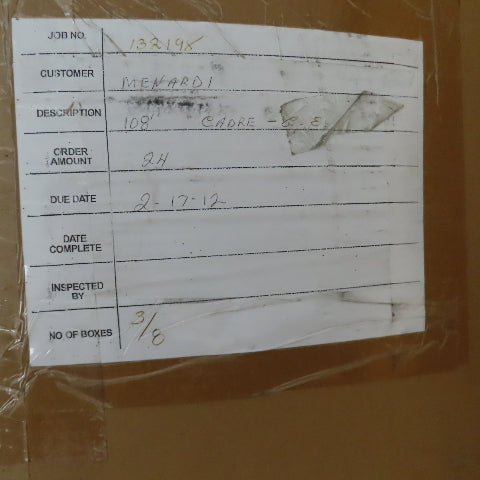 JOB NO. 13219X
CUSTOMER MENARDI
DESCRIPTION 108" CADRE -
ORDER AMOUNT 24
DUE DATE 2-17-12
DATE COMPLETE
INSPECTED BY
NO OF BOXES 3/8